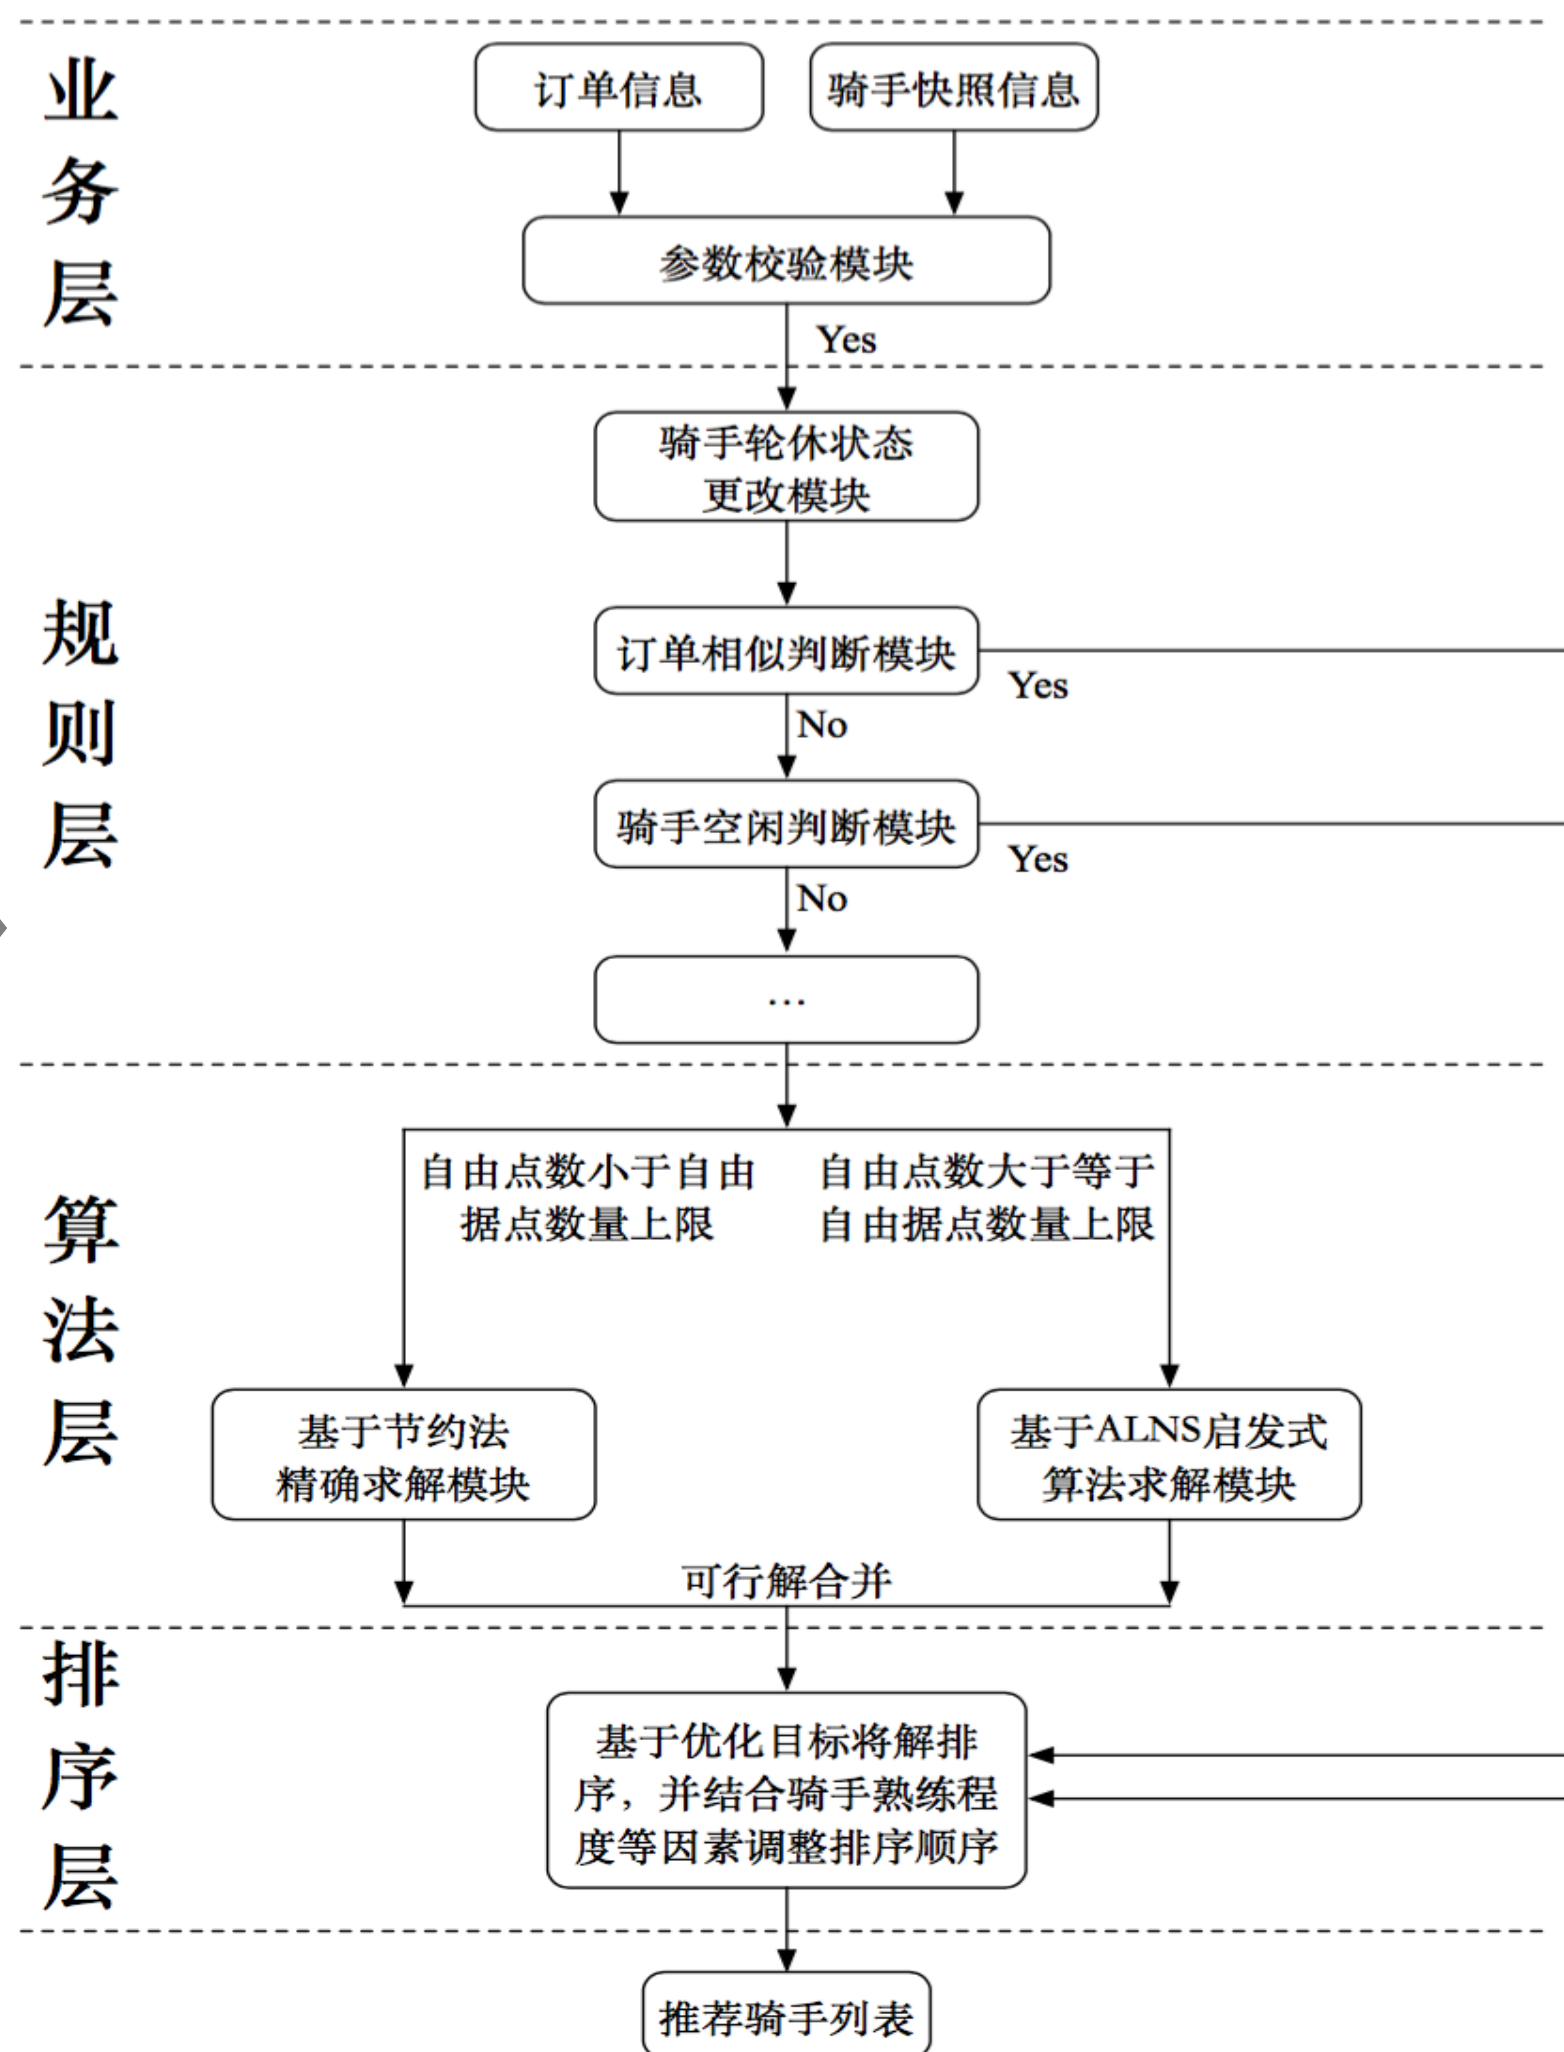 业务层
订单信息
骑手快照信息
参数校验模块
Yes
规则层
骑手轮休状态
更改模块
订单相似判断模块
Yes
No
骑手空闲判断模块
Yes
No
…
算法层
自由点数小于自由
据点数量上限
自由点数大于等于
自由据点数量上限
基于节约法
精确求解模块
基于ALNS启发式
算法求解模块
可行解合并
排序层
基于优化目标将解排
序，并结合骑手熟练程
度等因素调整排序顺序
推荐骑手列表